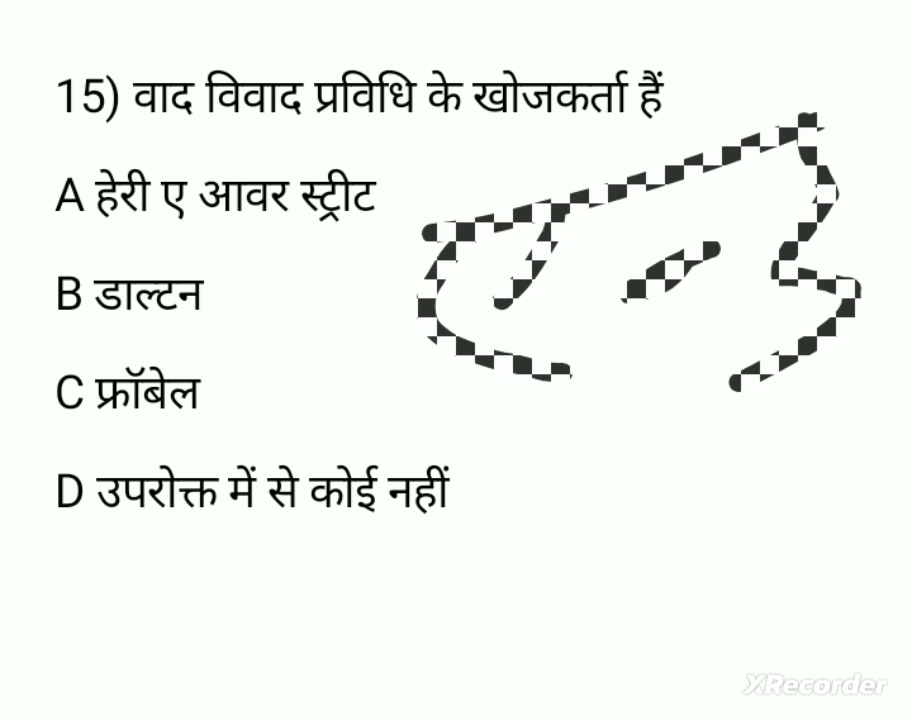 15) वाद विवाद प्रविधि के खोजकर्ता हैं
A हेरी ए आवर स्ट्रीट
B डाल्टन
C फ्रॉबेल
D उपरोक्त में से कोई नहीं
XRecorder